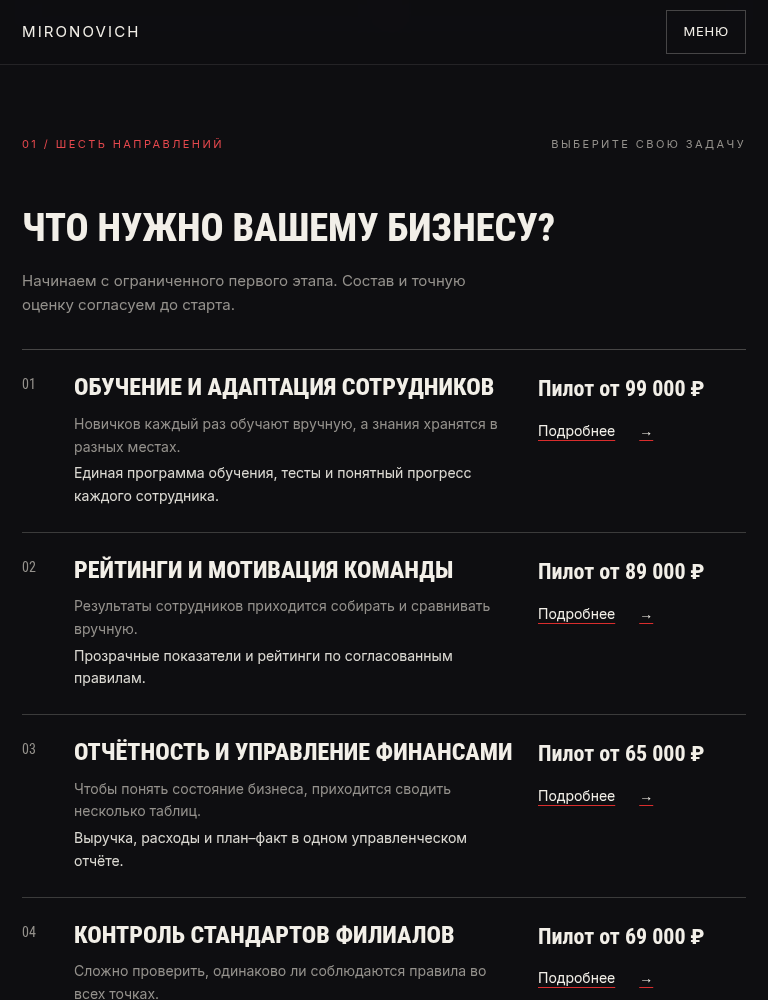 MIRONOVICH
МЕНЮ
01 / ШЕСТЬ НАПРАВЛЕНИЙ
ВЫБЕРИТЕ СВОЮ ЗАДАЧУ
ЧТО НУЖНО ВАШЕМУ БИЗНЕСУ?
Начинаем с ограниченного первого этапа. Состав и точную
оценку согласуем до старта.
01
ОБУЧЕНИЕ И АДАПТАЦИЯ СОТРУДНИКОВ
Новичков каждый раз обучают вручную, а знания хранятся в
разных местах.
Единая программа обучения, тесты и понятный прогресс
каждого сотрудника.
Пилот от 99 000 ₽
Подробнее →
02
РЕЙТИНГИ И МОТИВАЦИЯ КОМАНДЫ
Результаты сотрудников приходится собирать и сравнивать
вручную.
Прозрачные показатели и рейтинги по согласованным
правилам.
Пилот от 89 000 ₽
Подробнее →
03
ОТЧЁТНОСТЬ И УПРАВЛЕНИЕ ФИНАНСАМИ
Чтобы понять состояние бизнеса, приходится сводить
несколько таблиц.
Выручка, расходы и план–факт в одном управленческом
отчёте.
Пилот от 65 000 ₽
Подробнее →
04
КОНТРОЛЬ СТАНДАРТОВ ФИЛИАЛОВ
Сложно проверить, одинаково ли соблюдаются правила во
всех точках.
Пилот от 69 000 ₽
Подробнее →